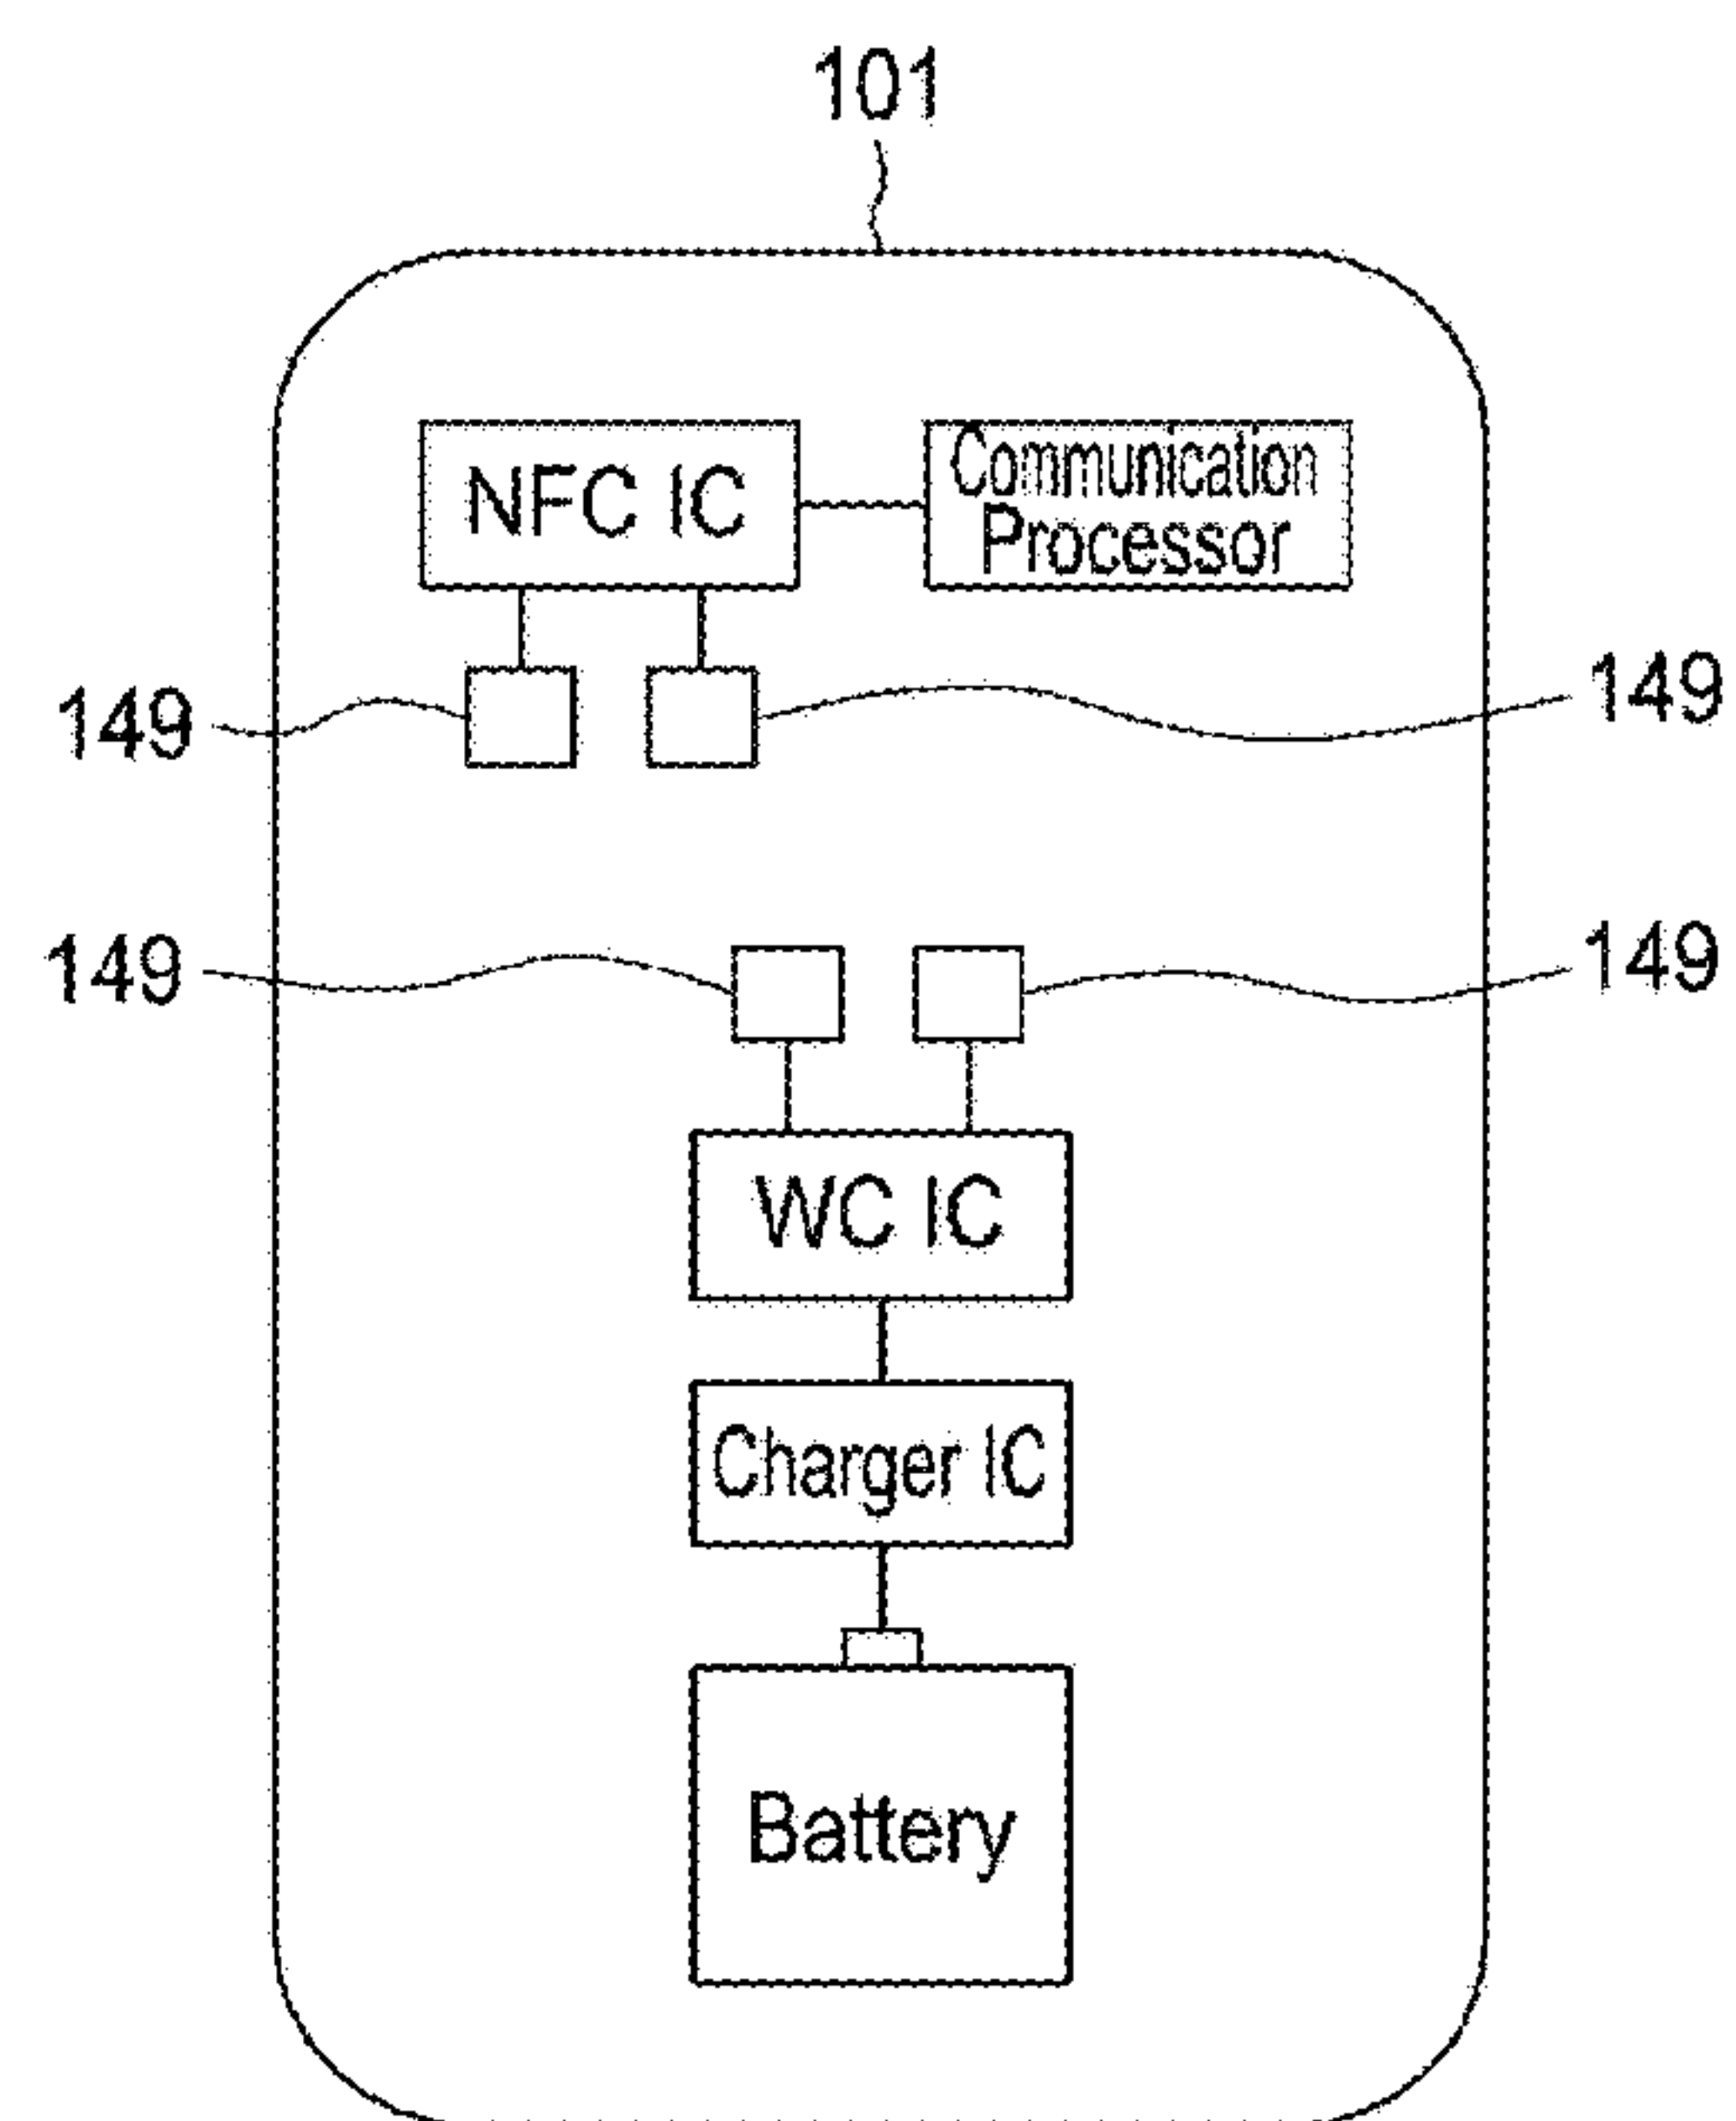 101
NFC IC
Communication
Processor
149
149
149
149
WC IC
Charger IC
Battery